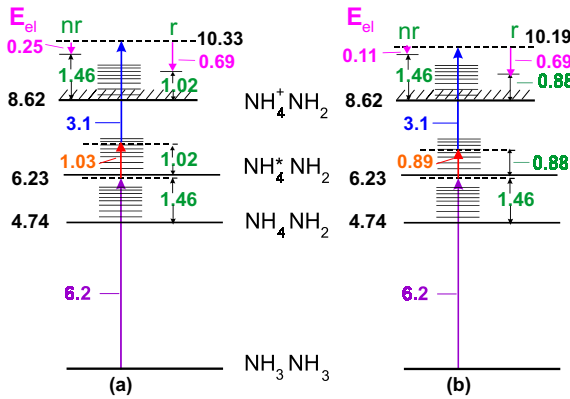 E_el nr r 10.33
0.25
0.69
1.46 1.02
8.62 NH₄⁺NH₂
3.1
1.03 1.02 NH₄*NH₂
6.23
1.46
4.74 NH₄NH₂
6.2
NH₃NH₃
(a)
E_el nr r 10.19
0.11 0.69
1.46 0.88
8.62
3.1
0.89 0.88
6.23
1.46
4.74
6.2
(b)